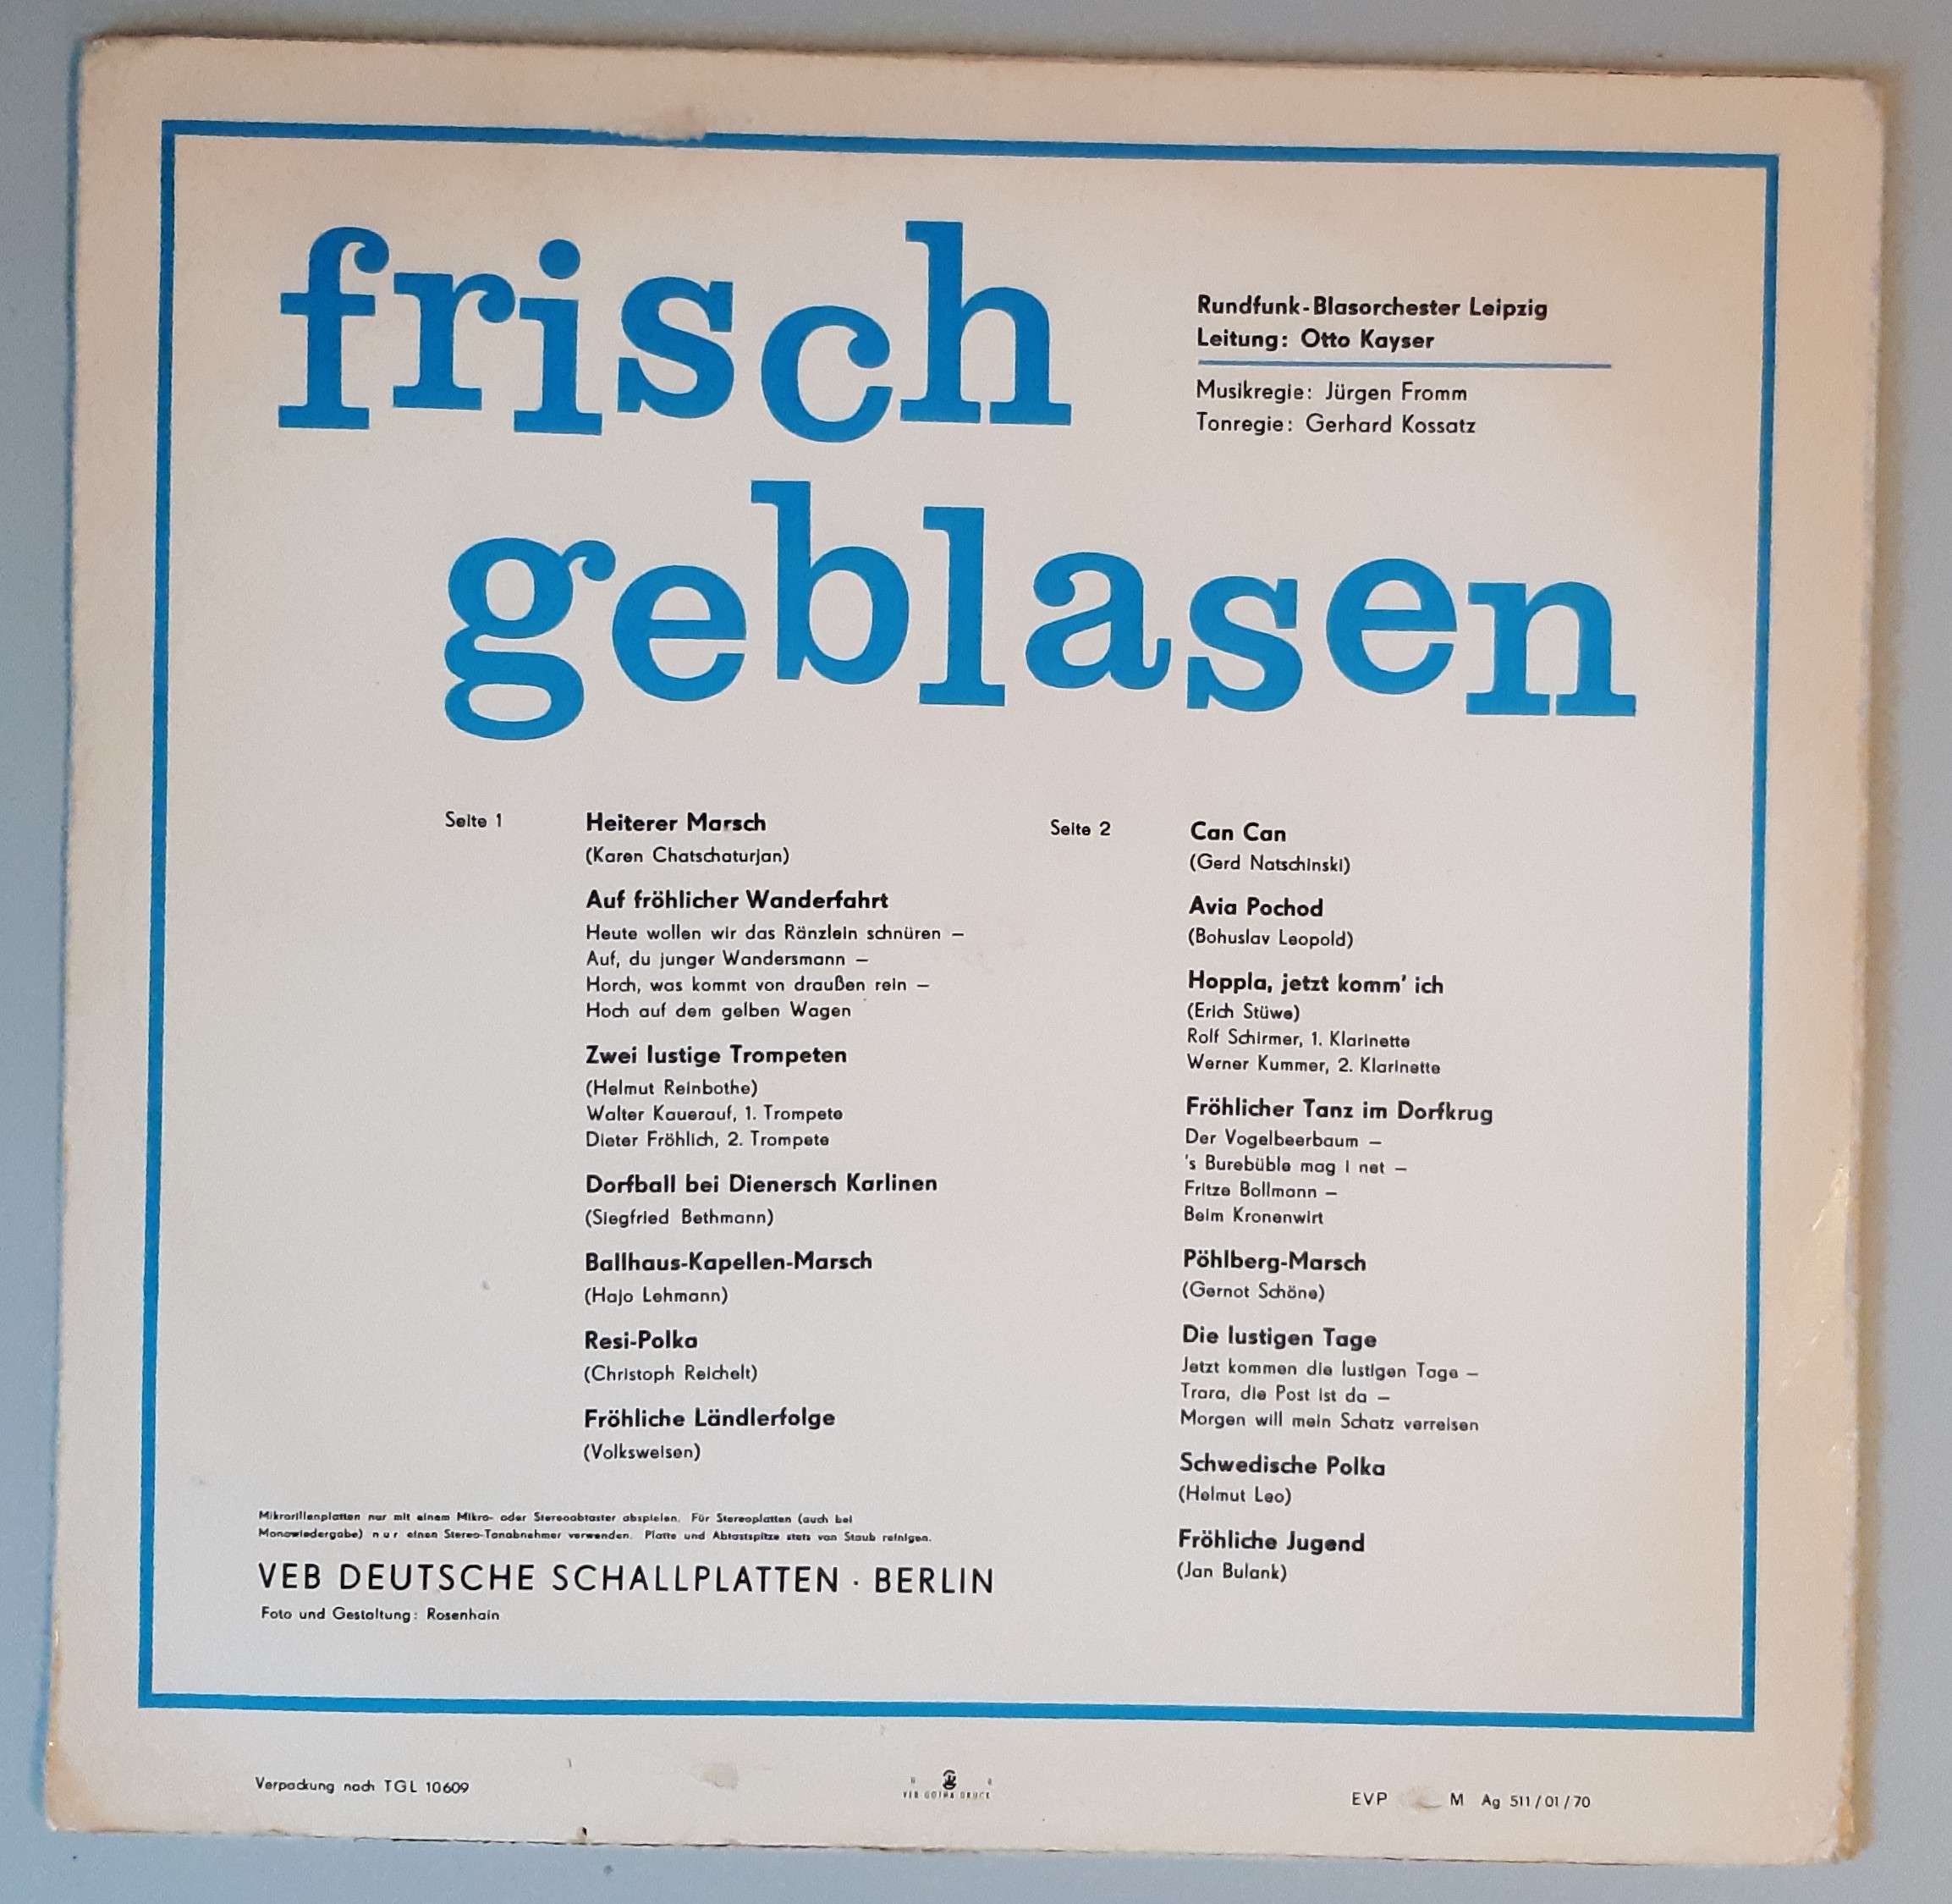 frisch
geblasen
Rundfunk-Blasorchester Leipzig
Leitung: Otto Kayser
Musikregie: Jürgen Fromm
Tonregie: Gerhard Kossatz
Seite 1
Heiterer Marsch
(Karen Chatschaturjan)
Auf fröhlicher Wanderfahrt
Heute wollen wir das Ränzlein schnüren –
Auf, du junger Wandersmann –
Horch, was kommt von draußen rein –
Hoch auf dem gelben Wagen
Zwei lustige Trompeten
(Helmut Reinbothe)
Walter Kauerauf, 1. Trompete
Dieter Fröhlich, 2. Trompete
Dorfball bei Dienersch Karlinen
(Siegfried Bethmann)
Ballhaus-Kapellen-Marsch
(Hajo Lehmann)
Resi-Polka
(Christoph Reichelt)
Fröhliche Ländlerfolge
(Volksweisen)
Seite 2
Can Can
(Gerd Natschinski)
Avia Pochod
(Bohuslav Leopold)
Hoppla, jetzt komm' ich
(Erich Stüwe)
Rolf Schirmer, 1. Klarinette
Werner Kummer, 2. Klarinette
Fröhlicher Tanz im Dorfkrug
Der Vogelbeerbaum –
's Burebüble mag i net –
Fritze Bollmann –
Beim Kronenwirt
Pöhlberg-Marsch
(Gernot Schöne)
Die lustigen Tage
Jetzt kommen die lustigen Tage –
Trara, die Post ist da –
Morgen will mein Schatz verreisen
Schwedische Polka
(Helmut Leo)
Fröhliche Jugend
(Jan Bulank)
Mikrorillenplatten nur mit einem Mikro- oder Stereoabtaster abspielen. Für Stereoplatten (auch bei
Monowiedergabe) nur einen Stereo-Tonabnehmer verwenden. Platte und Abtastspitze stets von Staub reinigen.
VEB DEUTSCHE SCHALLPLATTEN · BERLIN
Foto und Gestaltung: Rosenhain
Verpackung nach TGL 10609
VEB GOTHA DRUCK
EVP M Ag 511/01/70